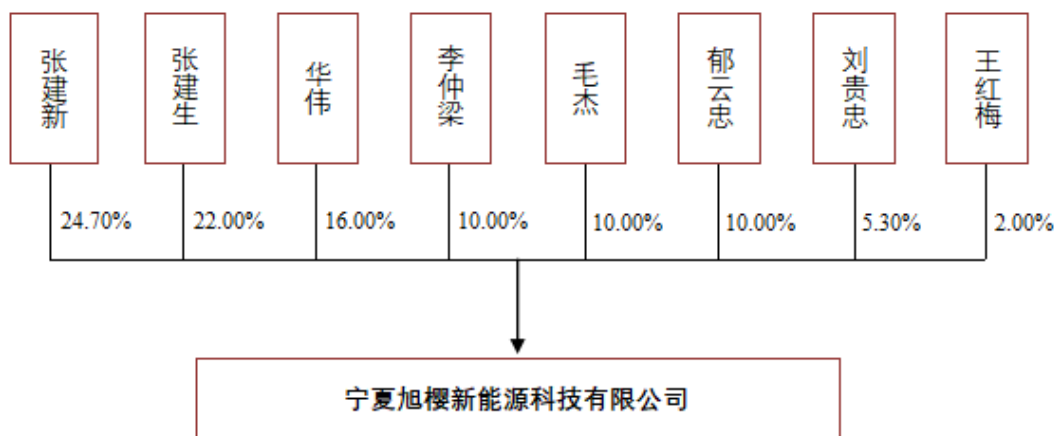 张建新
张建生
华伟
李仲梁
毛杰
郁云忠
刘贵忠
王红梅
24.70%
22.00%
16.00%
10.00%
10.00%
10.00%
5.30%
2.00%
宁夏旭樱新能源科技有限公司